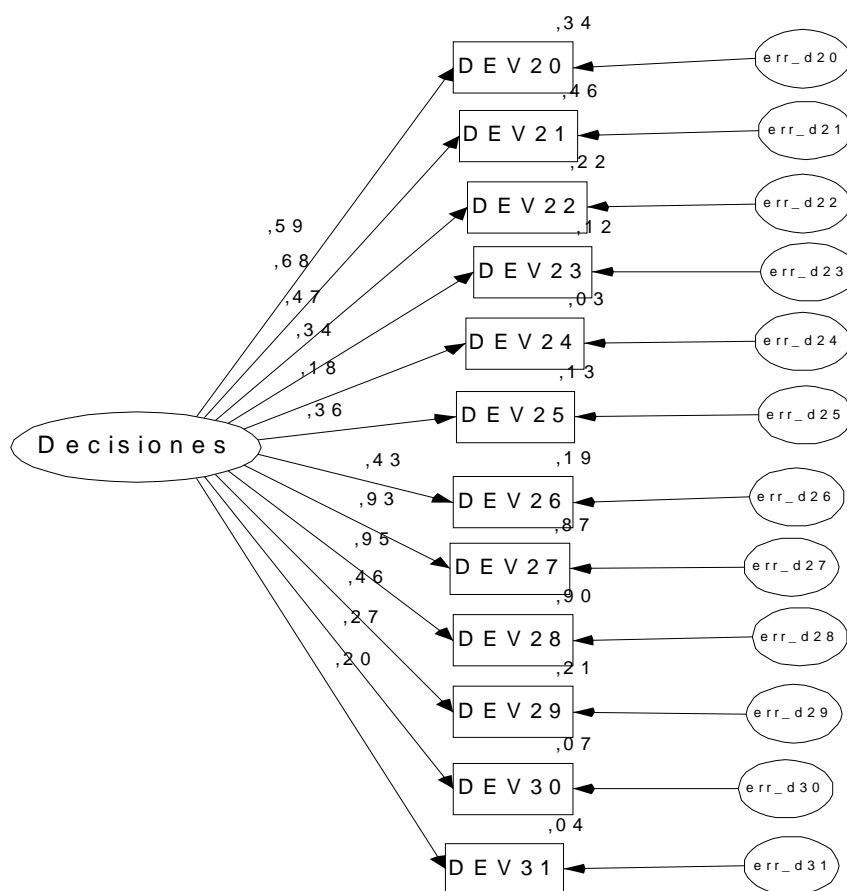 ,34
DEV20
err_d20
,46
DEV21
err_d21
,22
DEV22
err_d22
,59
,12
,68
DEV23
err_d23
,47
,03
,34
DEV24
err_d24
,18
,13
,36
DEV25
err_d25
Decisiones
,43
,19
,93
DEV26
err_d26
,87
,95
DEV27
err_d27
,46
,90
,27
DEV28
err_d28
,20
,21
DEV29
err_d29
,07
DEV30
err_d30
,04
DEV31
err_d31